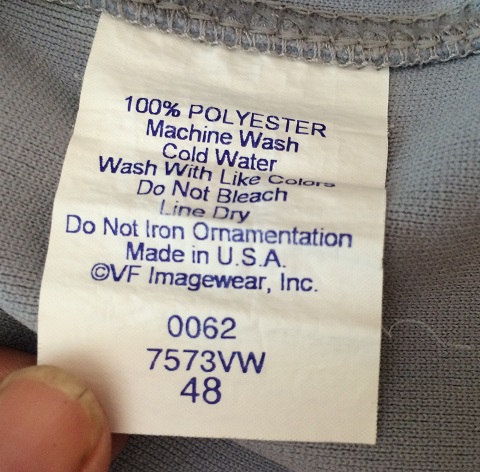 100% POLYESTER
Machine Wash
Cold Water
Wash With Like Colors
Do Not Bleach
Line Dry
Do Not Iron Ornamentation
Made in U.S.A.
©VF Imagewear, Inc.
0062
7573VW
48